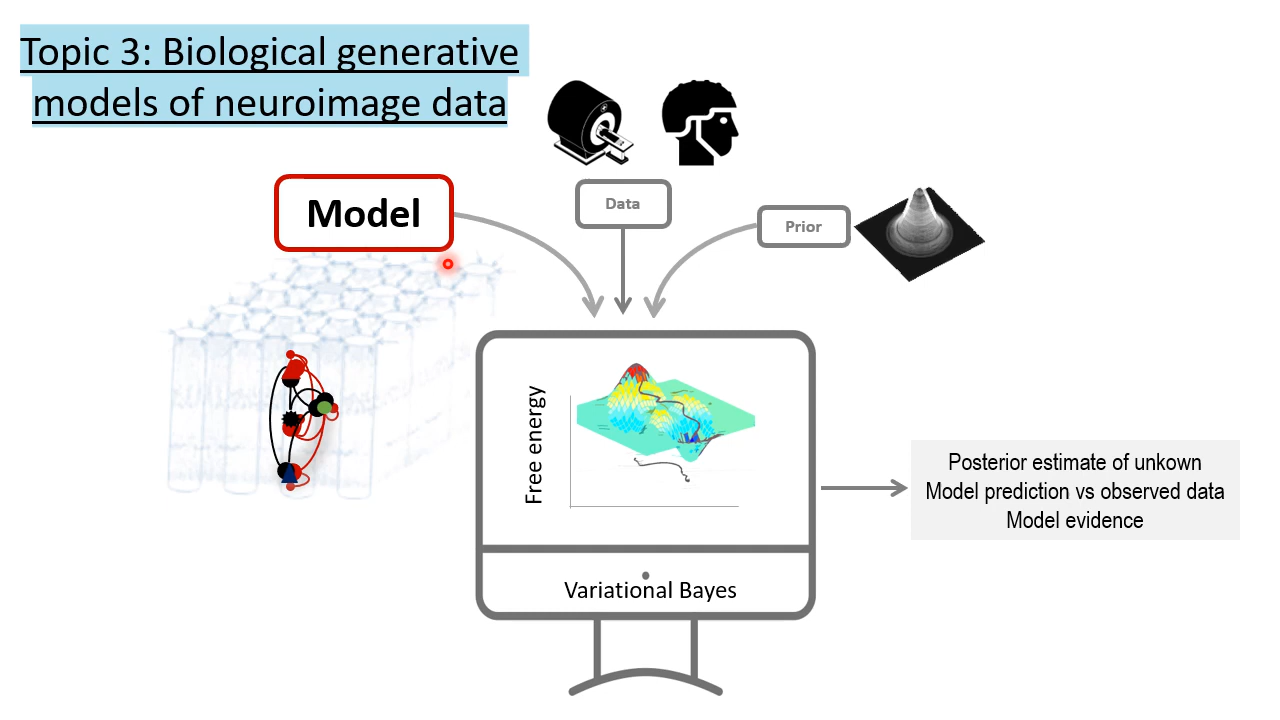 Topic 3: Biological generative
models of neuroimage data
Model
Data
Prior
Free energy
Variational Bayes
Posterior estimate of unkown
Model prediction vs observed data
Model evidence